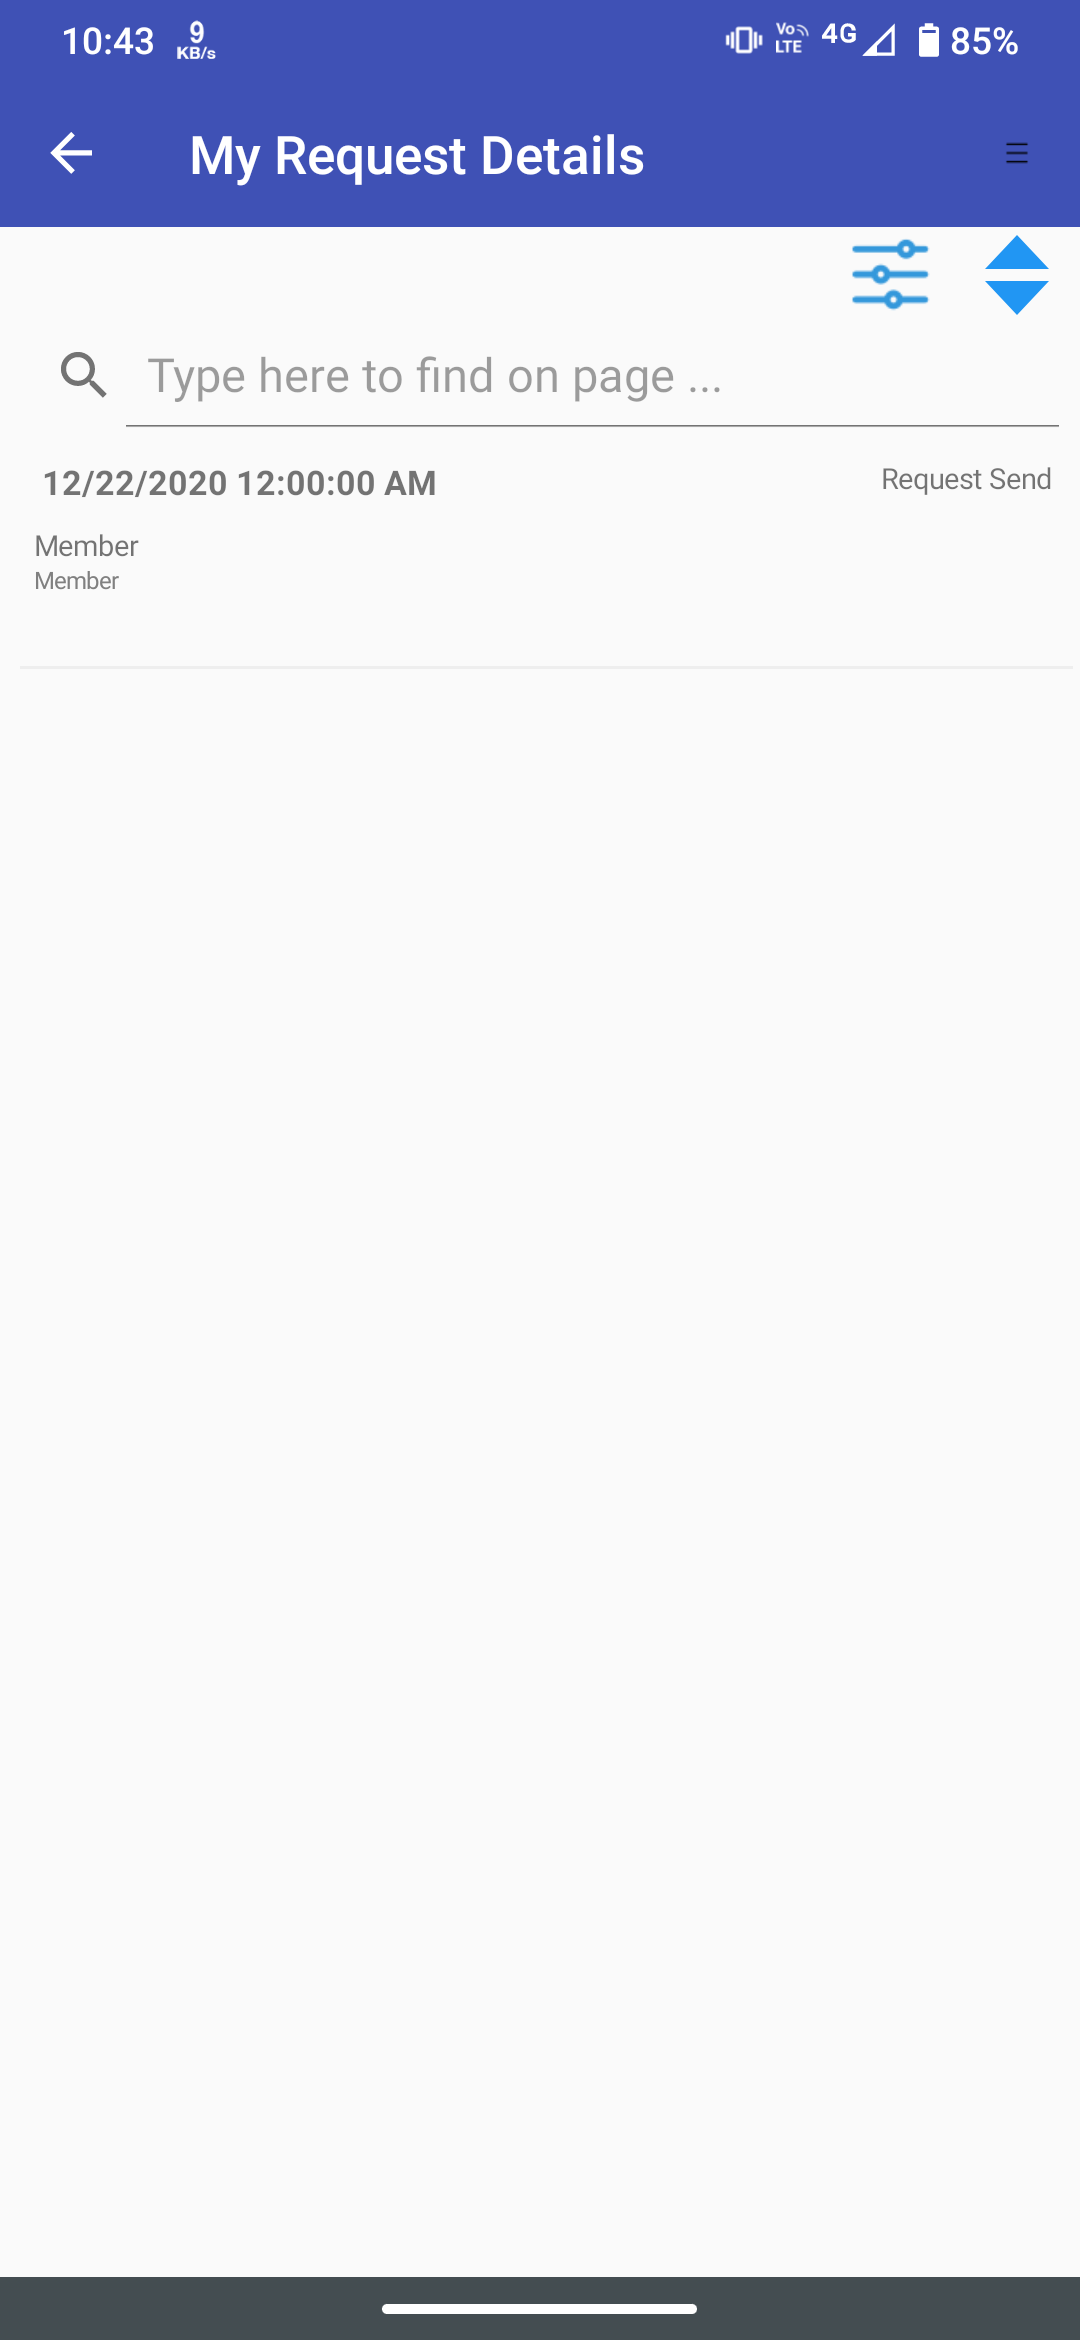 10:43 9 KB/s Vo LTE 4G 85%
My Request Details
Type here to find on page ...
12/22/2020 12:00:00 AM Request Send
Member
Member